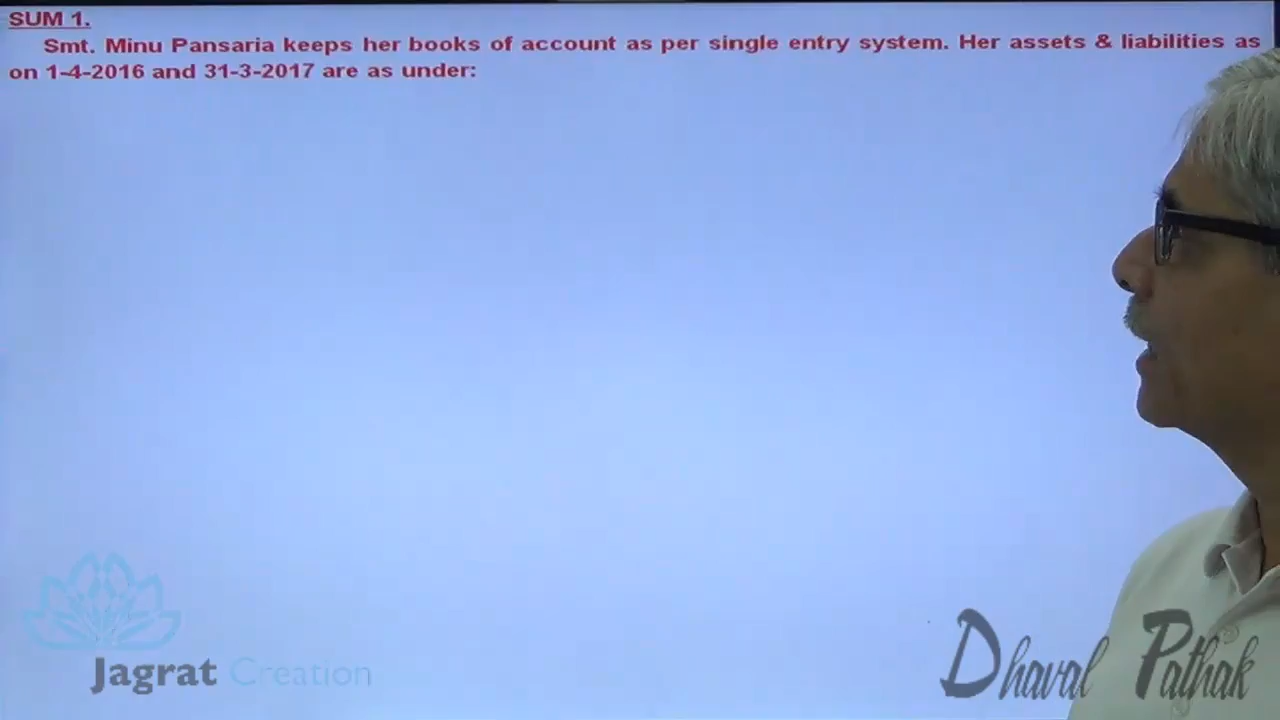 SUM 1.
Smt. Minu Pansaria keeps her books of account as per single entry system. Her assets & liabilities as
on 1-4-2016 and 31-3-2017 are as under:
Jagrat Creation
Dhaval Pathak